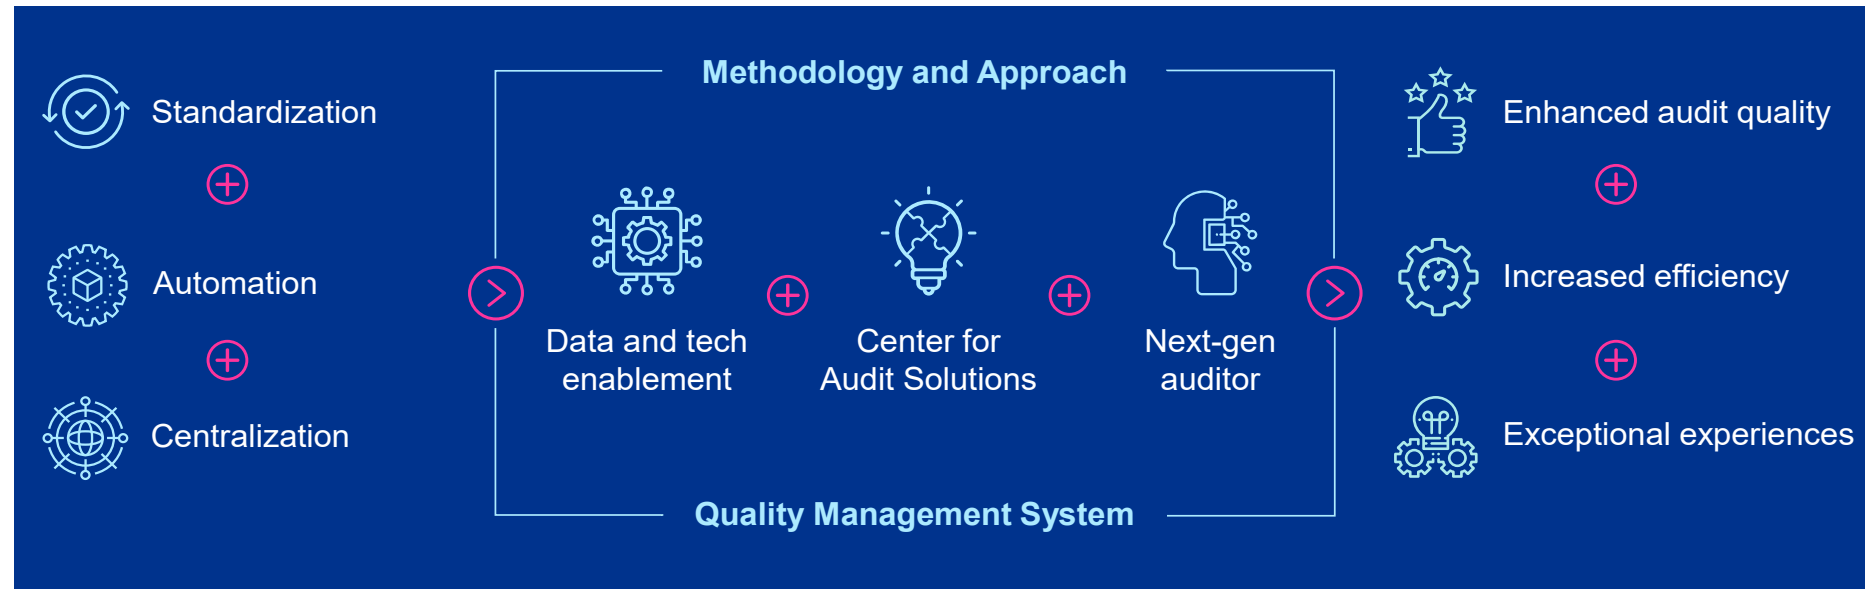 Standardization
Automation
Centralization
Methodology and Approach
Data and tech
enablement
Center for
Audit Solutions
Next-gen
auditor
Quality Management System
Enhanced audit quality
Increased efficiency
Exceptional experiences